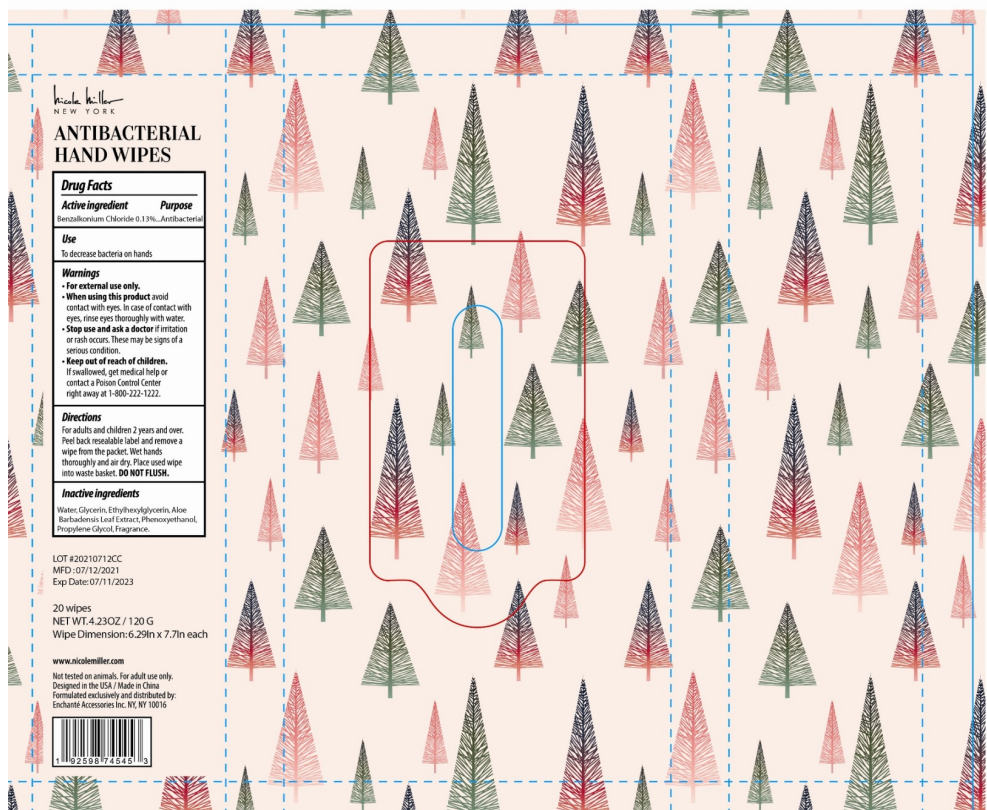 nicole miller
NEW YORK
ANTIBACTERIAL
HAND WIPES
Drug Facts
Active ingredient Purpose
Benzalkonium Chloride 0.13%...Antibacterial
Use
To decrease bacteria on hands
Warnings
• For external use only.
• When using this product avoid
contact with eyes. In case of contact with
eyes, rinse eyes thoroughly with water.
• Stop use and ask a doctor if irritation
or rash occurs. These may be signs of a
serious condition.
• Keep out of reach of children.
If swallowed, get medical help or
contact a Poison Control Center
right away at 1-800-222-1222.
Directions
For adults and children 2 years and over.
Peel back resealable label and remove a
wipe from the packet. Wet hands
thoroughly and air dry. Place used wipe
into waste basket. DO NOT FLUSH.
Inactive ingredients
Water, Glycerin, Ethylhexylglycerin, Aloe
Barbadensis Leaf Extract, Phenoxyethanol,
Propylene Glycol, Fragrance.
LOT #20210712CC
MFD : 07/12/2021
Exp Date: 07/11/2023
20 wipes
NET WT. 4.23OZ / 120 G
Wipe Dimension: 6.29In x 7.7In each
www.nicolemiller.com
Not tested on animals. For adult use only.
Designed in the USA / Made in China
Formulated exclusively and distributed by:
Enchanté Accessories Inc. NY, NY 10016
1 92598 74545 3